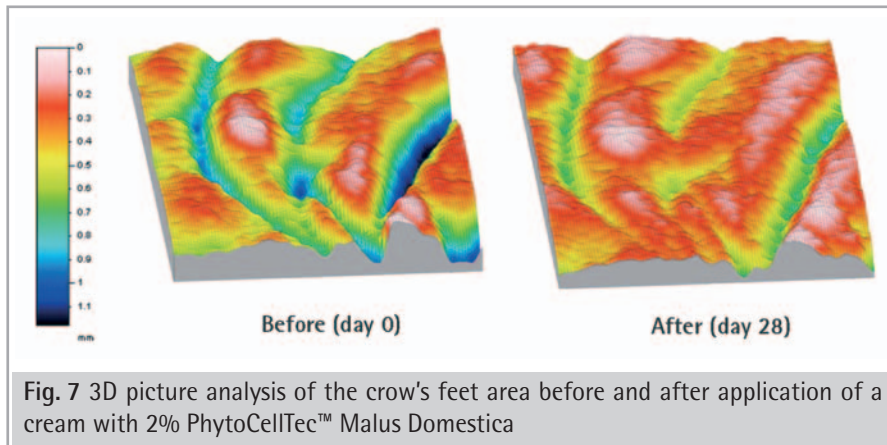 0
0.1
0.2
0.3
0.4
0.5
0.6
0.7
0.8
0.9
1
1.1
mm
Before (day 0)
After (day 28)
Fig. 7 3D picture analysis of the crow's feet area before and after application of a
cream with 2% PhytoCellTec™ Malus Domestica